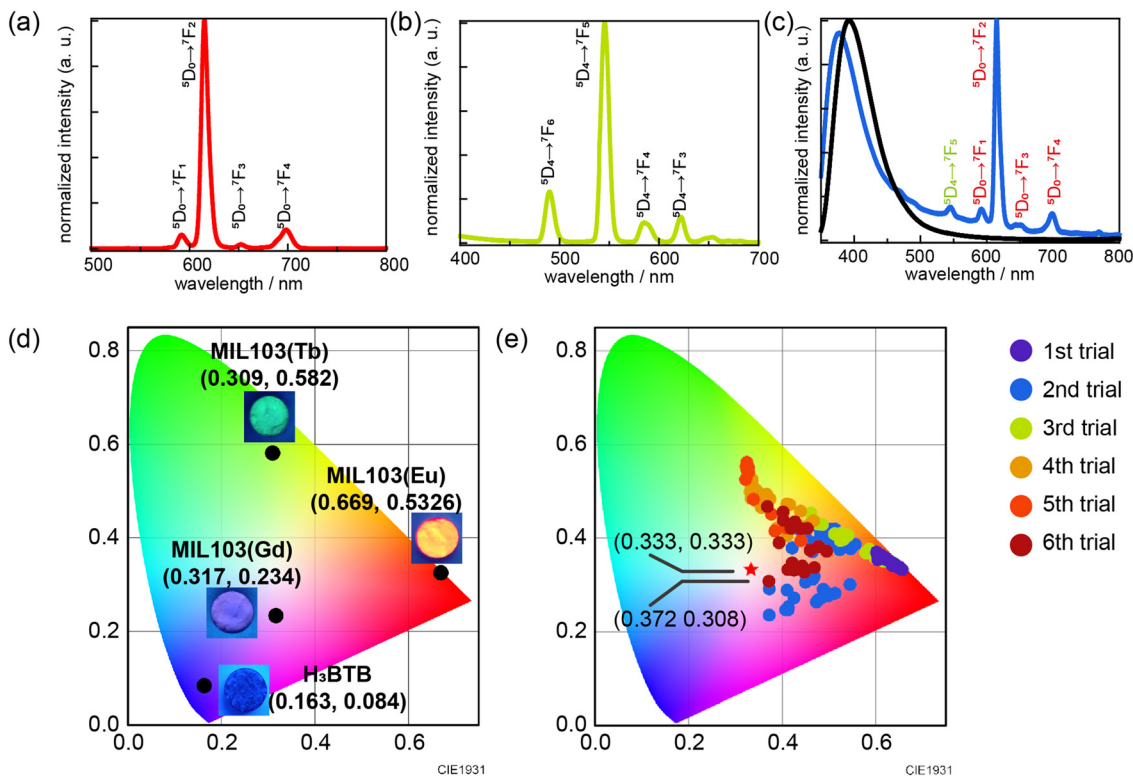 (a)
normalized intensity (a. u.)
⁵D₀→⁷F₁
⁵D₀→⁷F₂
⁵D₀→⁷F₃
⁵D₀→⁷F₄
500 600 700 800
wavelength / nm
(b)
normalized intensity (a. u.)
⁵D₄→⁷F₆
⁵D₄→⁷F₅
⁵D₄→⁷F₄
⁵D₄→⁷F₃
400 500 600 700
wavelength / nm
(c)
normalized intensity (a. u.)
⁵D₄→⁷F₅
⁵D₀→⁷F₁
⁵D₀→⁷F₂
⁵D₀→⁷F₃
⁵D₀→⁷F₄
400 500 600 700 800
wavelength / nm
(d)
0.8
0.6
0.4
0.2
0.0
MIL103(Tb)
(0.309, 0.582)
MIL103(Eu)
(0.669, 0.5326)
MIL103(Gd)
(0.317, 0.234)
H₃BTB
(0.163, 0.084)
0.0 0.2 0.4 0.6
CIE1931
(e)
0.8
0.6
0.4
0.2
0.0
(0.333, 0.333)
(0.372 0.308)
0.0 0.2 0.4 0.6
CIE1931
1st trial
2nd trial
3rd trial
4th trial
5th trial
6th trial